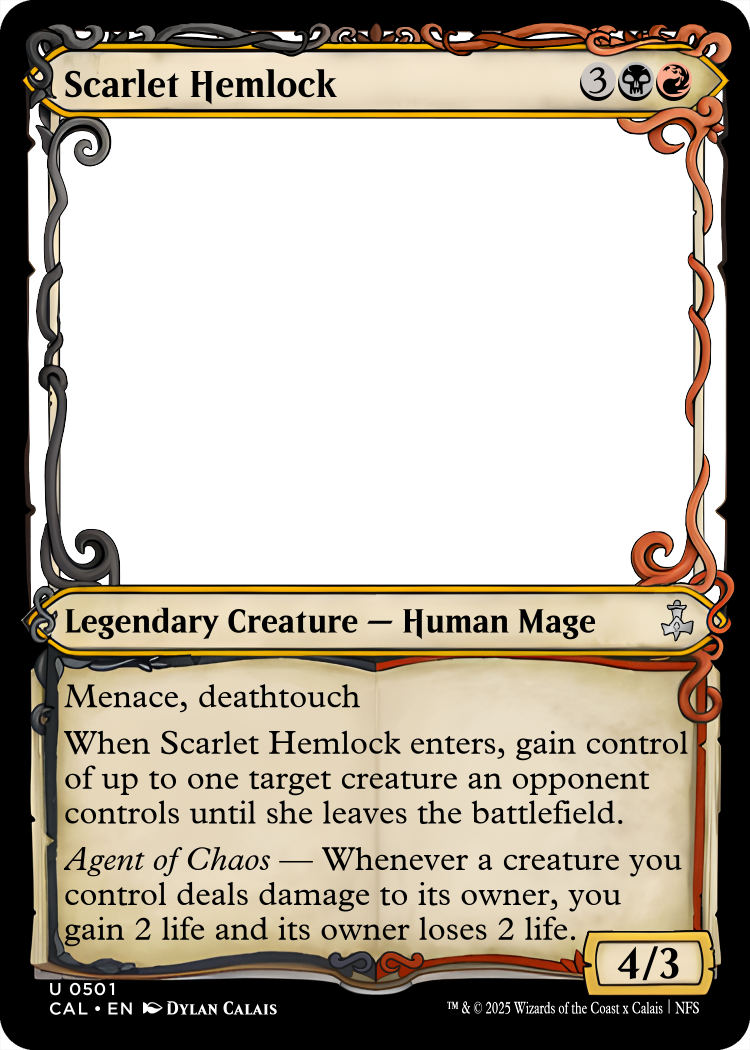 Scarlet Hemlock 3
Legendary Creature — Human Mage
Menace, deathtouch
When Scarlet Hemlock enters, gain control
of up to one target creature an opponent
controls until she leaves the battlefield.
Agent of Chaos — Whenever a creature you
control deals damage to its owner, you
gain 2 life and its owner loses 2 life.
4/3
U 0501
CAL • EN Dylan Calais
™ & © 2025 Wizards of the Coast x Calais | NFS